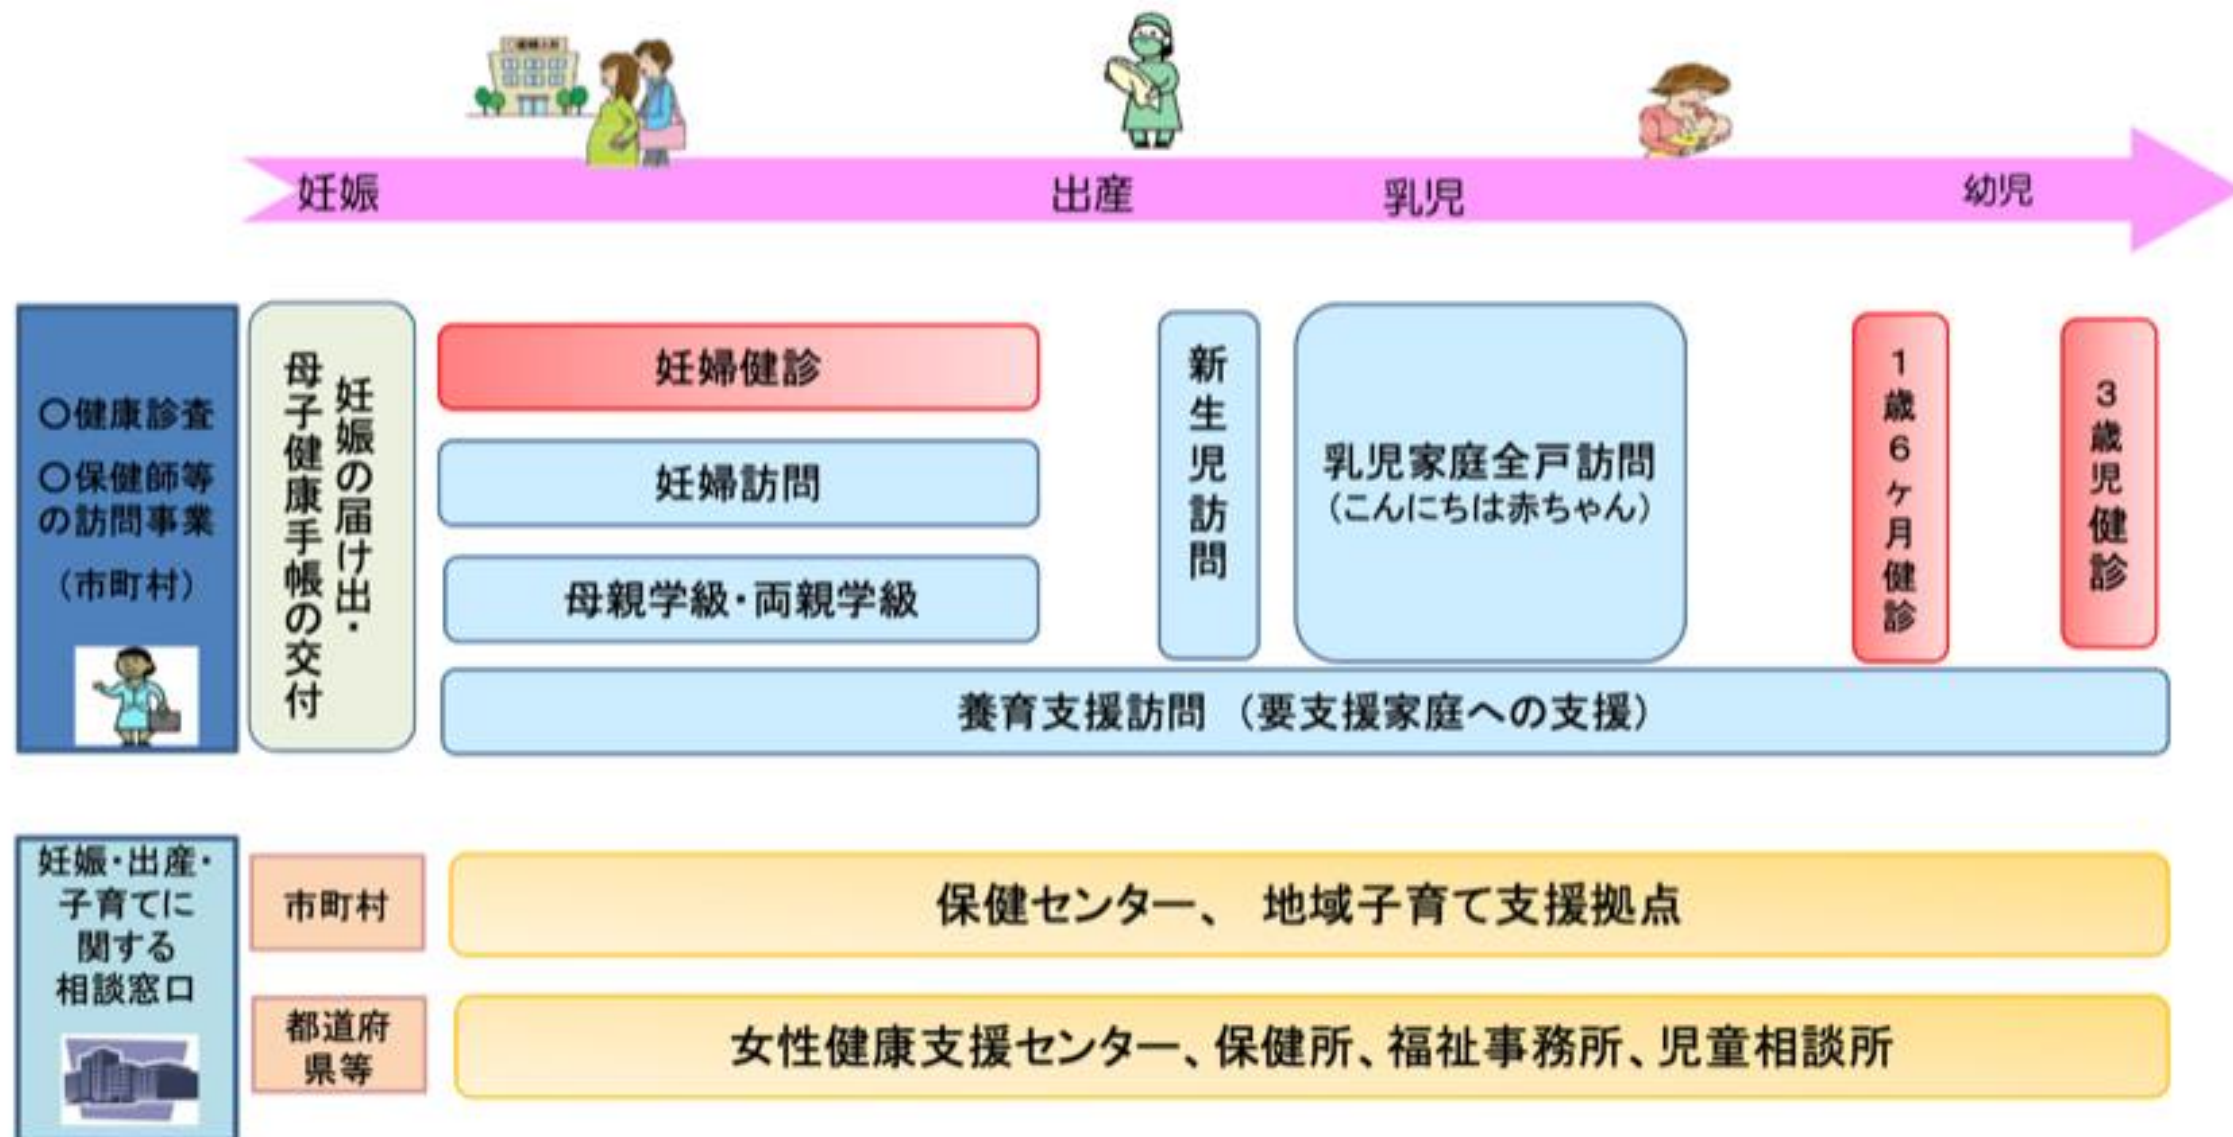 妊娠
出産
乳児
幼児
〇健康診査
〇保健師等
の訪問事業
（市町村）
妊娠の届け出・
母子健康手帳の交付
妊婦健診
妊婦訪問
母親学級・両親学級
新生児訪問
乳児家庭全戸訪問
（こんにちは赤ちゃん）
１歳６ヶ月健診
３歳児健診
養育支援訪問（要支援家庭への支援）
妊娠・出産・
子育てに
関する
相談窓口
市町村
保健センター、 地域子育て支援拠点
都道府
県等
女性健康支援センター、保健所、福祉事務所、児童相談所